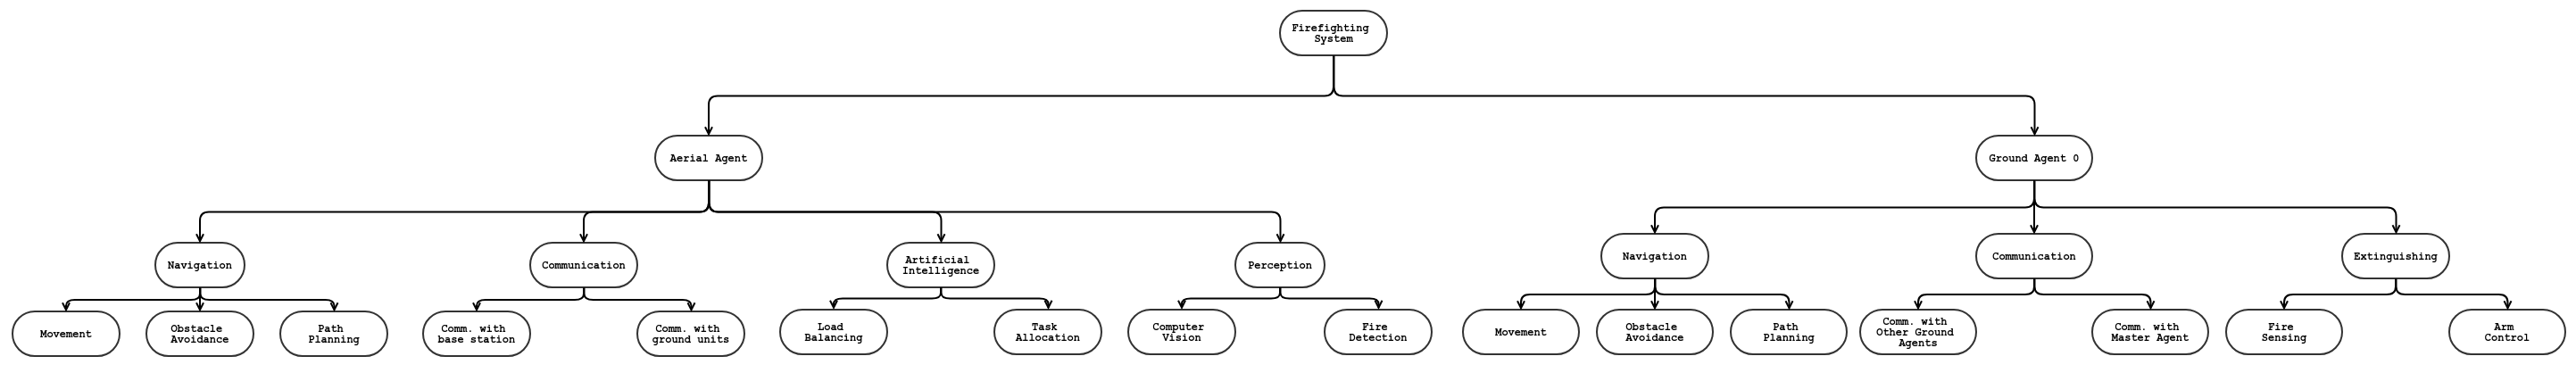 Firefighting
System
Aerial Agent
Ground Agent 0
Navigation
Communication
Artificial
Intelligence
Perception
Navigation
Communication
Extinguishing
Movement
Obstacle
Avoidance
Path
Planning
Comm. with
base station
Comm. with
ground units
Load
Balancing
Task
Allocation
Computer
Vision
Fire
Detection
Movement
Obstacle
Avoidance
Path
Planning
Comm. with
Other Ground
Agents
Comm. with
Master Agent
Fire
Sensing
Arm
Control